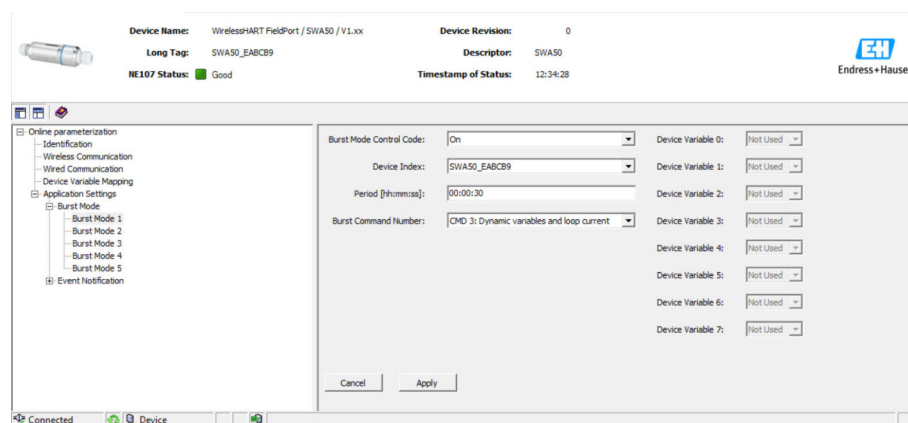 Device Name: WirelessHART FieldPort / SWA50 / V1.xx Device Revision: 0
Long Tag: SWA50_EABCB9 Descriptor: SWA50
NE107 Status: Good Timestamp of Status: 12:34:28
EH
Endress+Hause
Online parameterization
Identification
Wireless Communication
Wired Communication
Device Variable Mapping
Application Settings
Burst Mode
Burst Mode 1
Burst Mode 2
Burst Mode 3
Burst Mode 4
Burst Mode 5
Event Notification
Burst Mode Control Code: On
Device Index: SWA50_EABCB9
Period [hh:mm:ss]: 00:00:30
Burst Command Number: CMD 3: Dynamic variables and loop current
Device Variable 0: Not Used
Device Variable 1: Not Used
Device Variable 2: Not Used
Device Variable 3: Not Used
Device Variable 4: Not Used
Device Variable 5: Not Used
Device Variable 6: Not Used
Device Variable 7: Not Used
Cancel Apply
Connected Device